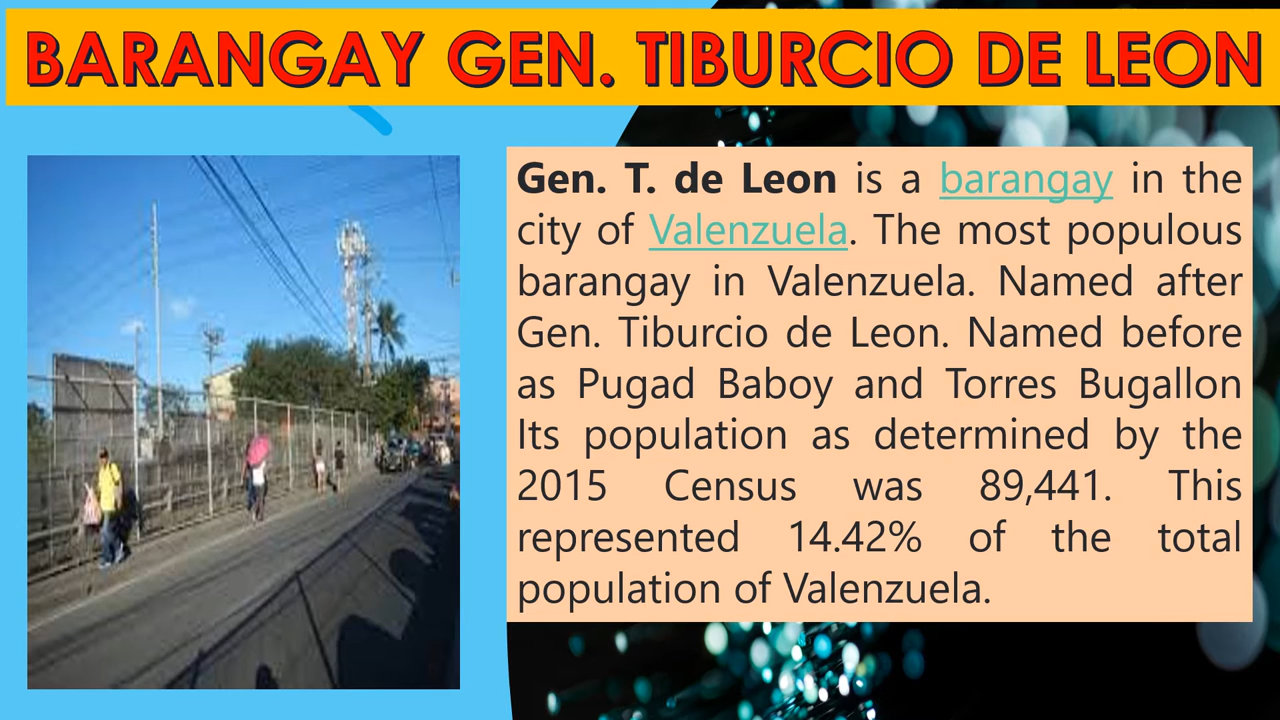 BARANGAY GEN. TIBURCIO DE LEON
Gen. T. de Leon is a barangay in the
city of Valenzuela. The most populous
barangay in Valenzuela. Named after
Gen. Tiburcio de Leon. Named before
as Pugad Baboy and Torres Bugallon
Its population as determined by the
2015 Census was 89,441. This
represented 14.42% of the total
population of Valenzuela.